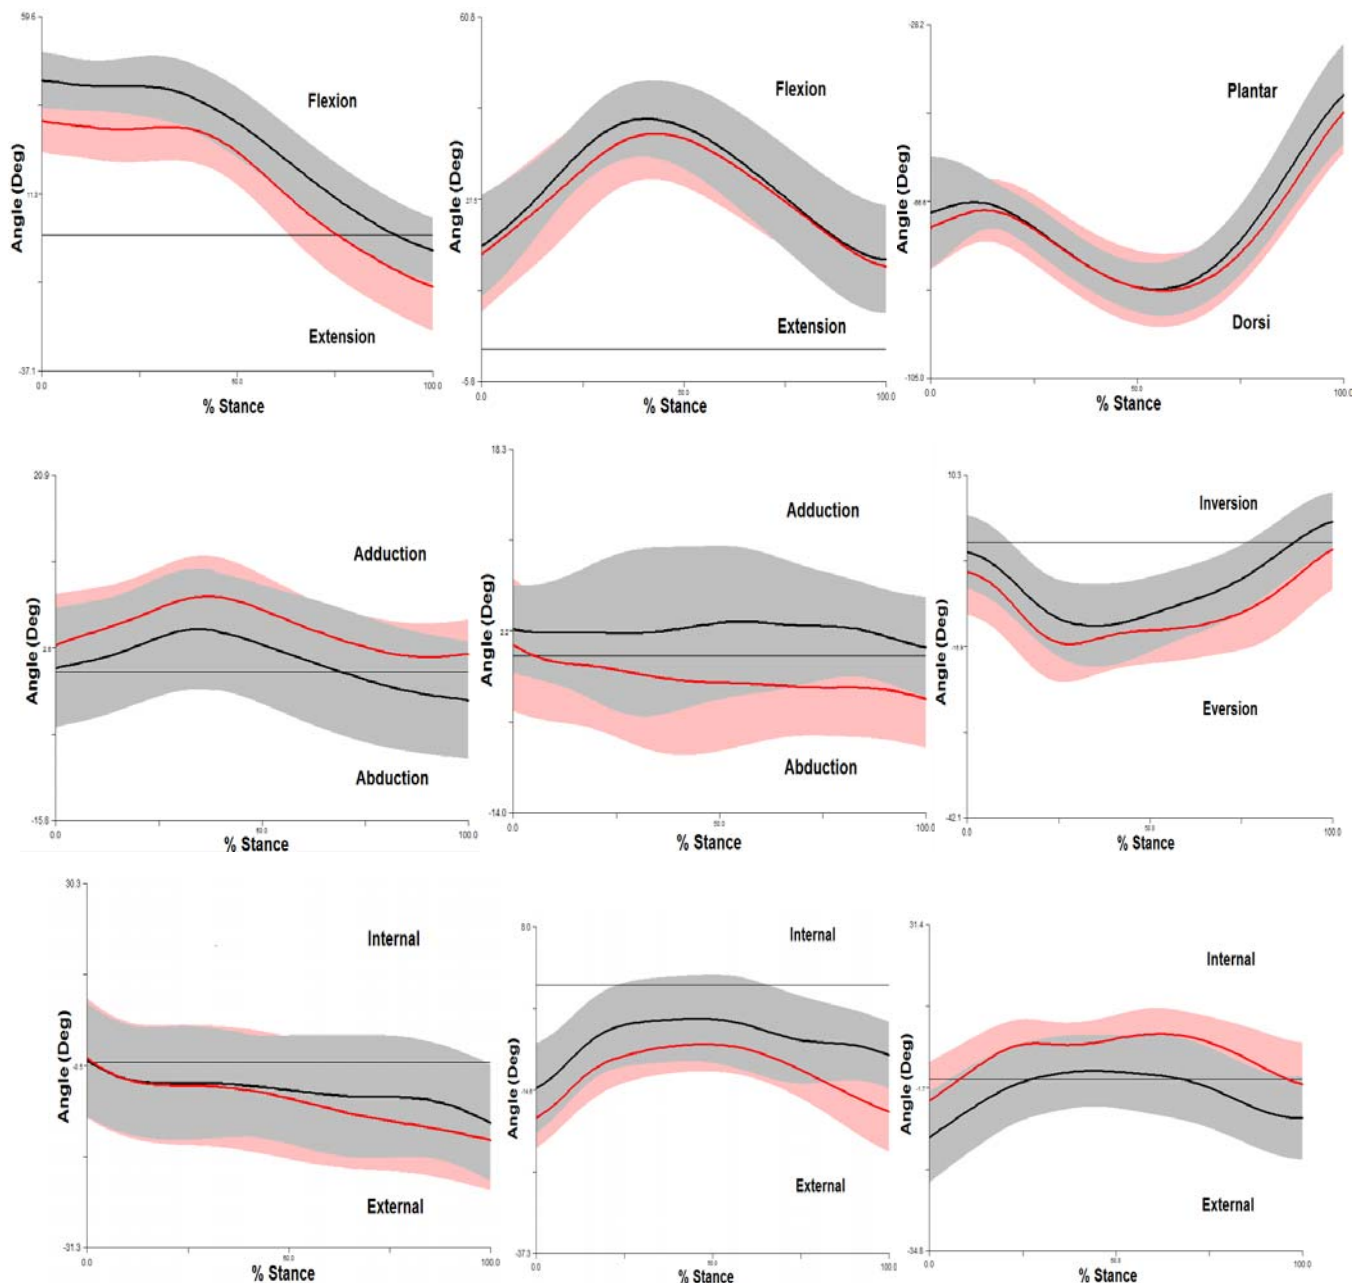 59.6
Flexion
Angle (Deg)
11.3
Extension
-37.1
0.0
50.0
100.0
% Stance
60.8
Flexion
Angle (Deg)
27.5
Extension
-5.8
0.0
50.0
100.0
% Stance
-28.2
Plantar
Angle (Deg)
-66.6
Dorsi
-105.0
0.0
50.0
100.0
% Stance
20.9
Adduction
Angle (Deg)
2.6
Abduction
-15.6
0.0
50.0
100.0
% Stance
18.3
Adduction
Angle (Deg)
2.2
Abduction
-14.0
0.0
50.0
100.0
% Stance
10.3
Inversion
Angle (Deg)
Eversion
-42.1
0.0
50.0
100.0
% Stance
30.3
Internal
Angle (Deg)
External
-31.3
0.0
50.0
100.0
% Stance
8.0
Internal
Angle (Deg)
-14.6
External
-37.3
0.0
50.0
100.0
% Stance
31.4
Internal
Angle (Deg)
External
-34.8
0.0
50.0
100.0
% Stance